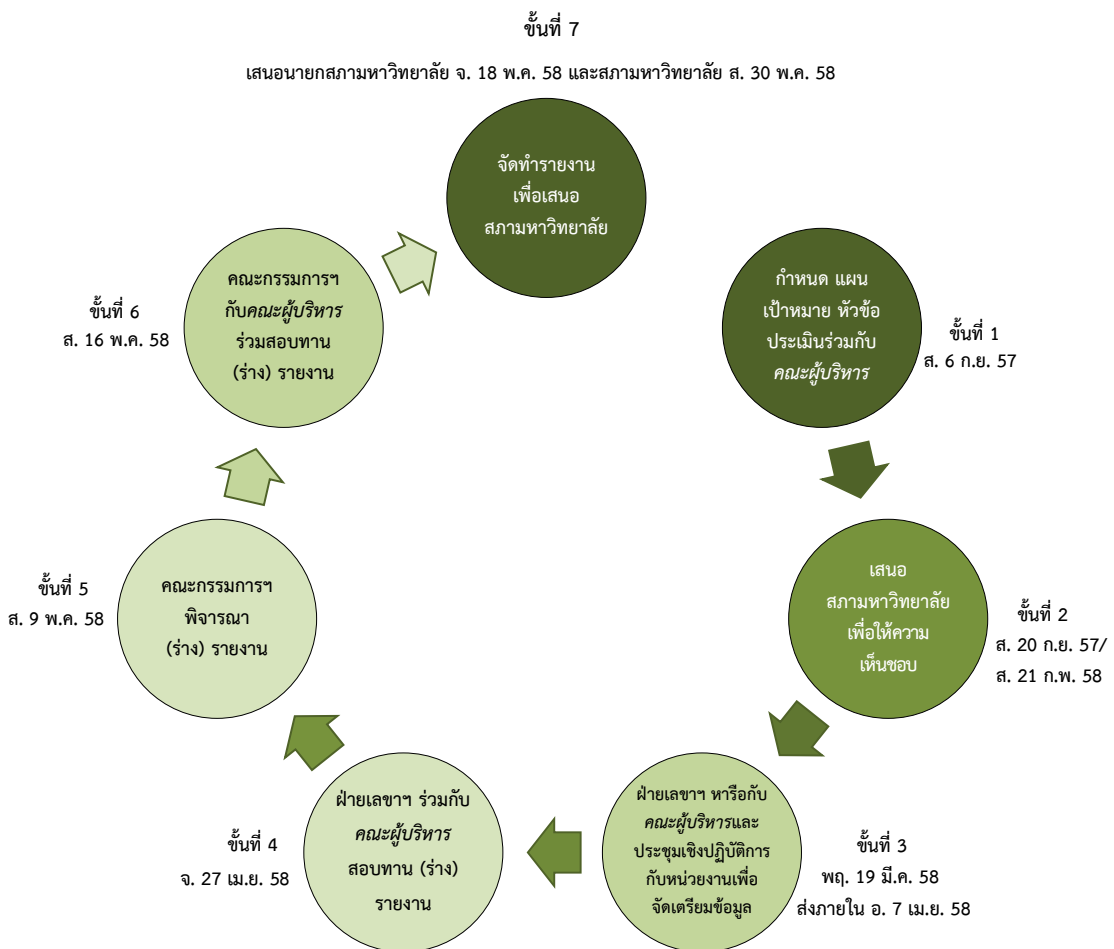 ขั้นที่ 7
เสนอนายกสภามหาวิทยาลัย จ. 18 พ.ค. 58 และสภามหาวิทยาลัย ส. 30 พ.ค. 58
จัดทำรายงาน
เพื่อเสนอ
สภามหาวิทยาลัย
กำหนด แผน
เป้าหมาย หัวข้อ
ประเมินร่วมกับ
คณะผู้บริหาร
ขั้นที่ 1
ส. 6 ก.ย. 57
เสนอ
สภามหาวิทยาลัย
เพื่อให้ความ
เห็นชอบ
ขั้นที่ 2
ส. 20 ก.ย. 57/
ส. 21 ก.พ. 58
ฝ่ายเลขาฯ หารือกับ
คณะผู้บริหารและ
ประชุมเชิงปฏิบัติการ
กับหน่วยงานเพื่อ
จัดเตรียมข้อมูล
ขั้นที่ 3
พฤ. 19 มี.ค. 58
ส่งภายใน อ. 7 เม.ย. 58
ฝ่ายเลขาฯ ร่วมกับ
คณะผู้บริหาร
สอบทาน (ร่าง)
รายงาน
ขั้นที่ 4
จ. 27 เม.ย. 58
คณะกรรมการฯ
พิจารณา
(ร่าง) รายงาน
ขั้นที่ 5
ส. 9 พ.ค. 58
คณะกรรมการฯ
กับคณะผู้บริหาร
ร่วมสอบทาน
(ร่าง) รายงาน
ขั้นที่ 6
ส. 16 พ.ค. 58